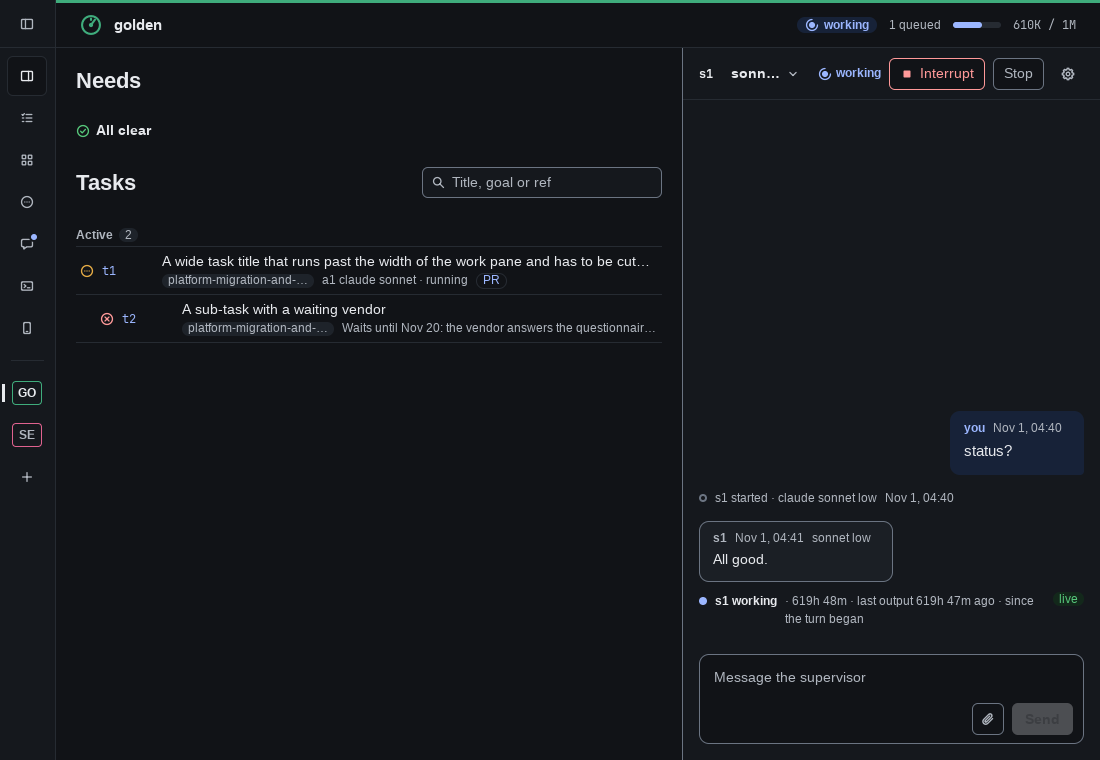 golden
working
1 queued
610K / 1M
Needs
All clear
Tasks
Title, goal or ref
Active 2
t1
A wide task title that runs past the width of the work pane and has to be cut…
platform-migration-and-… a1 claude sonnet · running PR
t2
A sub-task with a waiting vendor
platform-migration-and-… Waits until Nov 20: the vendor answers the questionnair…
GO
SE
s1 sonn… working Interrupt Stop
you Nov 1, 04:40
status?
s1 started · claude sonnet low Nov 1, 04:40
s1 Nov 1, 04:41 sonnet low
All good.
s1 working · 619h 48m · last output 619h 47m ago · since
the turn began
live
Message the supervisor
Send